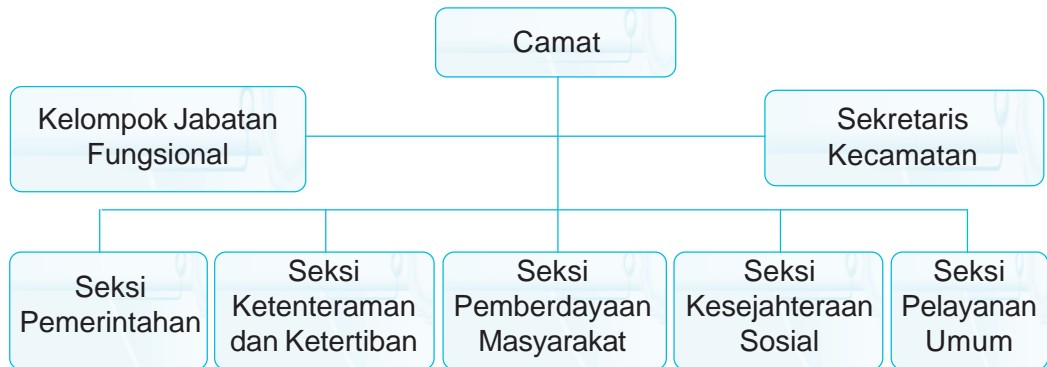 Camat
Kelompok Jabatan
Fungsional
Sekretaris
Kecamatan
Seksi
Pemerintahan
Seksi
Ketenteraman
dan Ketertiban
Seksi
Pemberdayaan
Masyarakat
Seksi
Kesejahteraan
Sosial
Seksi
Pelayanan
Umum